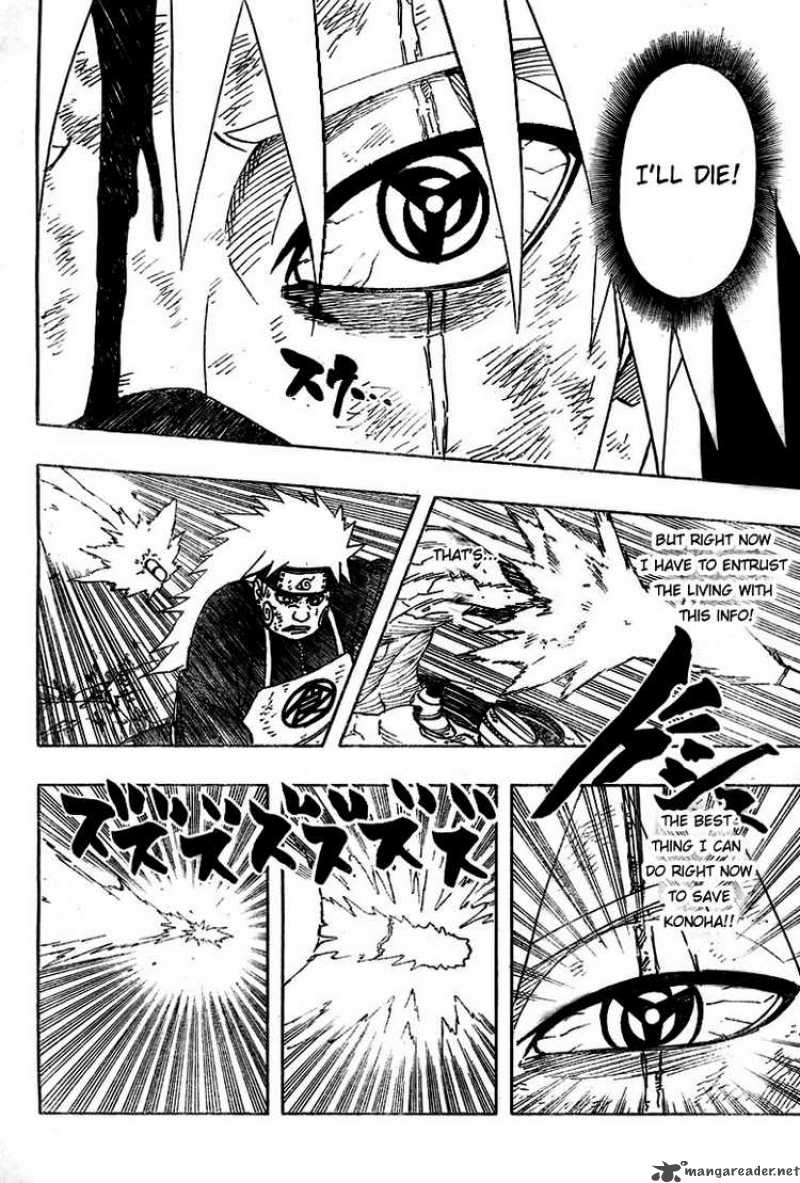 I'LL DIE!
スゥー…
BUT RIGHT NOW
I HAVE TO ENTRUST
THE LIVING WITH
THIS INFO!
THAT'S...
ズズズズズズズ
THE BEST
THING I CAN
DO RIGHT NOW
TO SAVE
KONOHA!!
mangareader.net